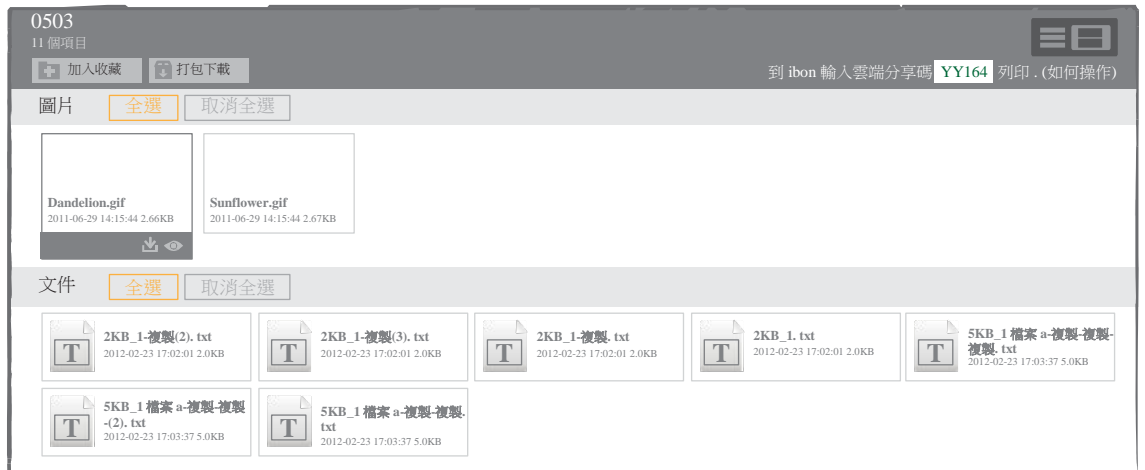 0503
11 個項目
加入收藏 打包下載
到 ibon 輸入雲端分享碼 YY164 列印 . (如何操作)
圖片 全選 取消全選
Dandelion.gif
2011-06-29 14:15:44 2.66KB
Sunflower.gif
2011-06-29 14:15:44 2.67KB
文件 全選 取消全選
2KB_1-複製(2). txt
2012-02-23 17:02:01 2.0KB
2KB_1-複製(3). txt
2012-02-23 17:02:01 2.0KB
2KB_1-複製. txt
2012-02-23 17:02:01 2.0KB
2KB_1. txt
2012-02-23 17:02:01 2.0KB
5KB_1 檔案 a-複製-複製-
複製. txt
2012-02-23 17:03:37 5.0KB
5KB_1 檔案 a-複製-複製
-(2). txt
2012-02-23 17:03:37 5.0KB
5KB_1 檔案 a-複製-複製.
txt
2012-02-23 17:03:37 5.0KB